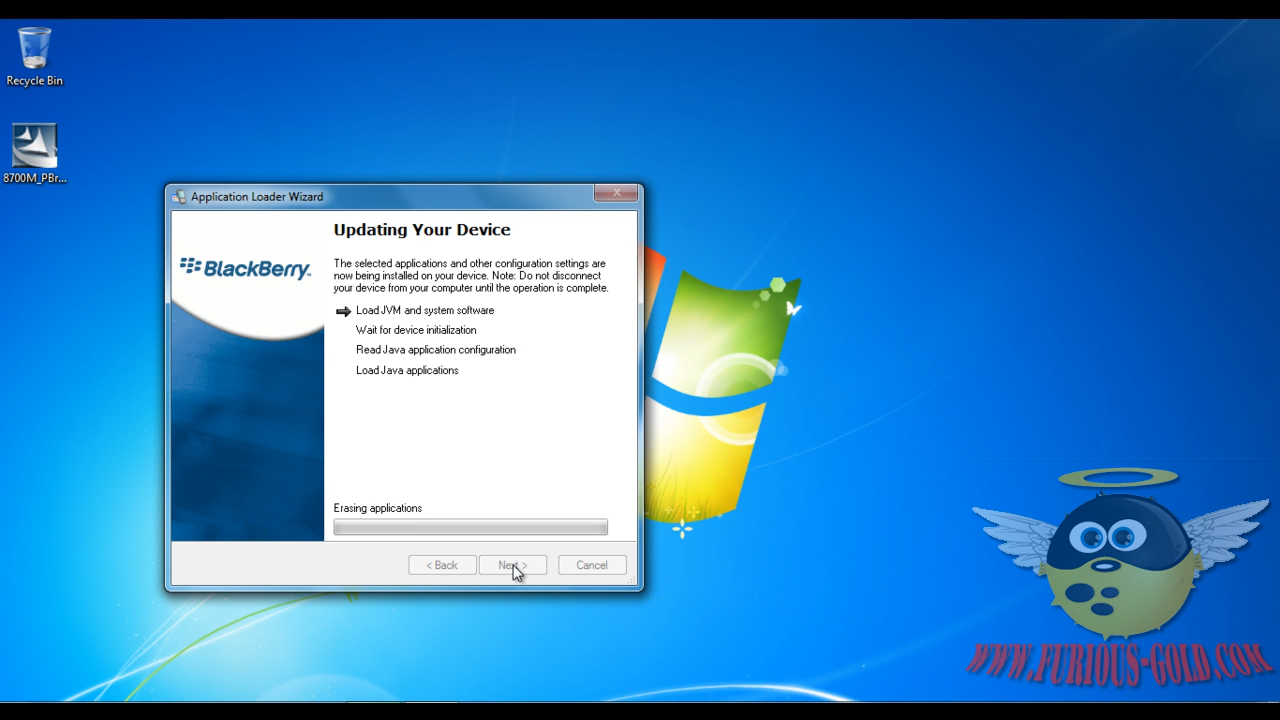 Recycle Bin
8700M_PBr...
Application Loader Wizard
Updating Your Device
BlackBerry.
The selected applications and other configuration settings are
now being installed on your device. Note: Do not disconnect
your device from your computer until the operation is complete.
Load JVM and system software
Wait for device initialization
Read Java application configuration
Load Java applications
Erasing applications
< Back
Next >
Cancel
WWW.FURIOUS-GOLD.COM